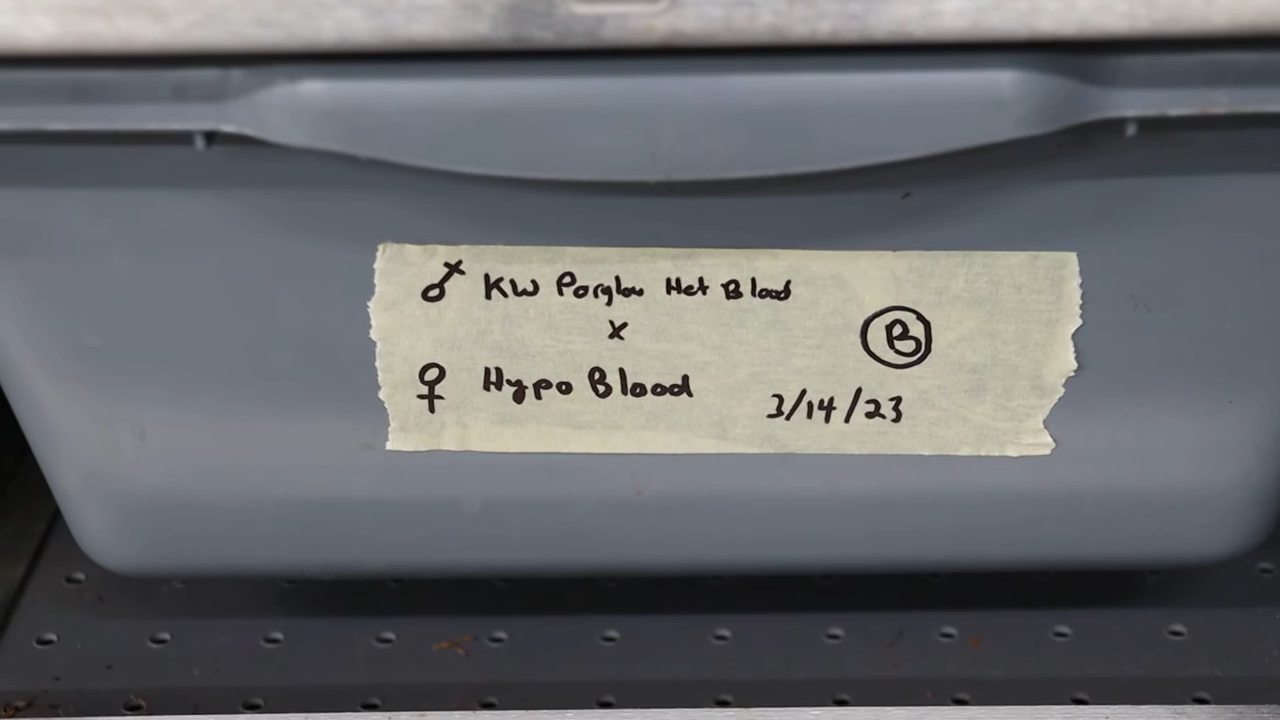 ♂ KW Porglow Het Blood
x
B
♀ Hypo Blood
3/14/23